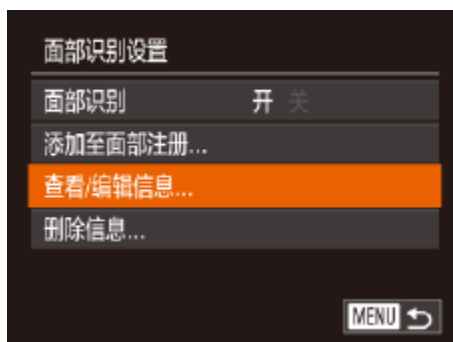 面部识别设置
面部识别 开 关
添加至面部注册...
查看/编辑信息...
删除信息...
MENU